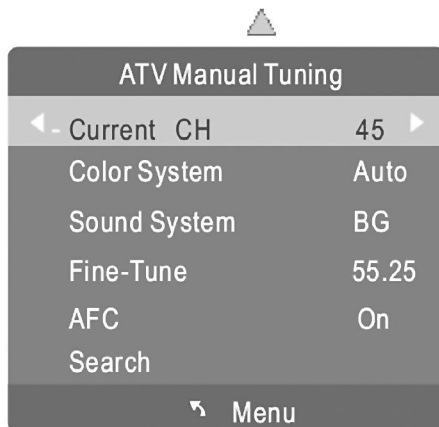 ATV Manual Tuning
Current CH 45
Color System Auto
Sound System BG
Fine-Tune 55.25
AFC On
Search
Menu